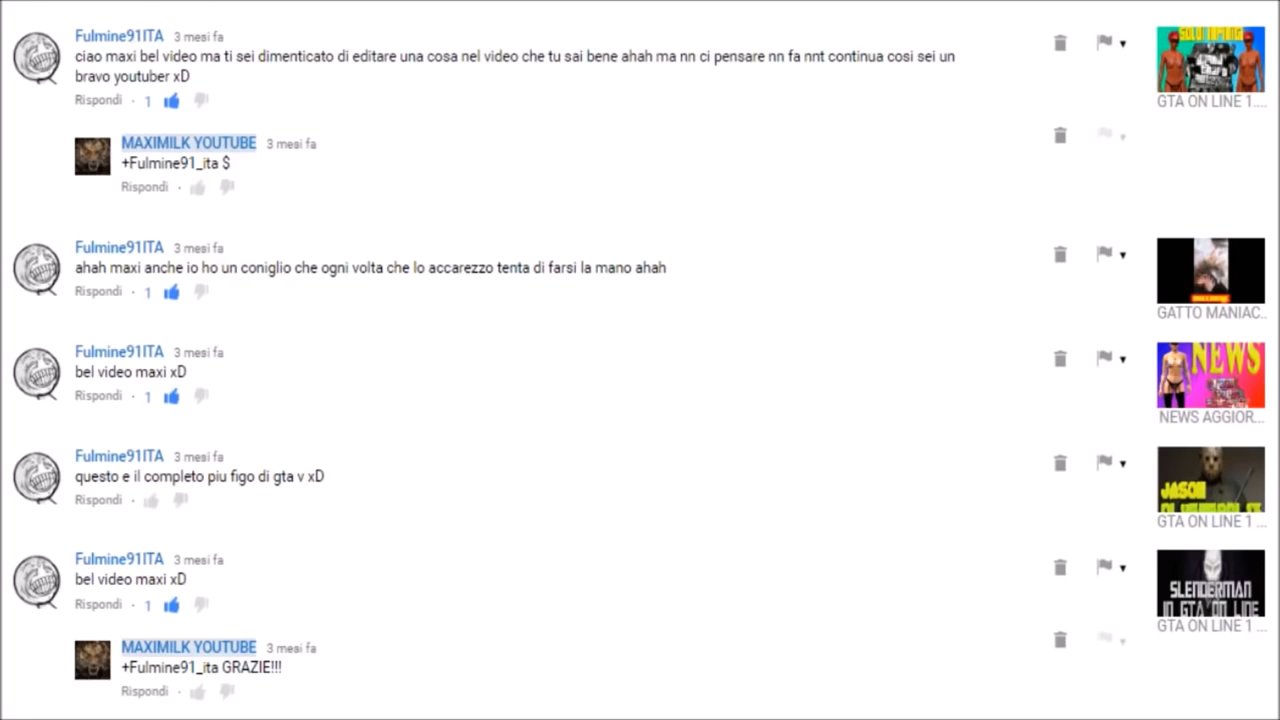 Fulmine91ITA 3 mesi fa
ciao maxi bel video ma ti sei dimenticato di editare una cosa nel video che tu sai bene ahah ma nn ci pensare nn fa nnt continua cosi sei un
bravo youtuber xD
Rispondi · 1
GTA ON LINE 1....
MAXIMILK YOUTUBE 3 mesi fa
+Fulmine91_ita $
Rispondi ·
Fulmine91ITA 3 mesi fa
ahah maxi anche io ho un coniglio che ogni volta che lo accarezzo tenta di farsi la mano ahah
Rispondi · 1
GATTO MANIAC..
Fulmine91ITA 3 mesi fa
bel video maxi xD
Rispondi · 1
NEWS
NEWS AGGIOR...
Fulmine91ITA 3 mesi fa
questo e il completo piu figo di gta v xD
Rispondi ·
JASON
GTA ON LINE 1 ...
Fulmine91ITA 3 mesi fa
bel video maxi xD
Rispondi · 1
SLENDERMAN
IN GTA ON LINE
GTA ON LINE 1 ...
MAXIMILK YOUTUBE 3 mesi fa
+Fulmine91_ita GRAZIE!!!
Rispondi ·